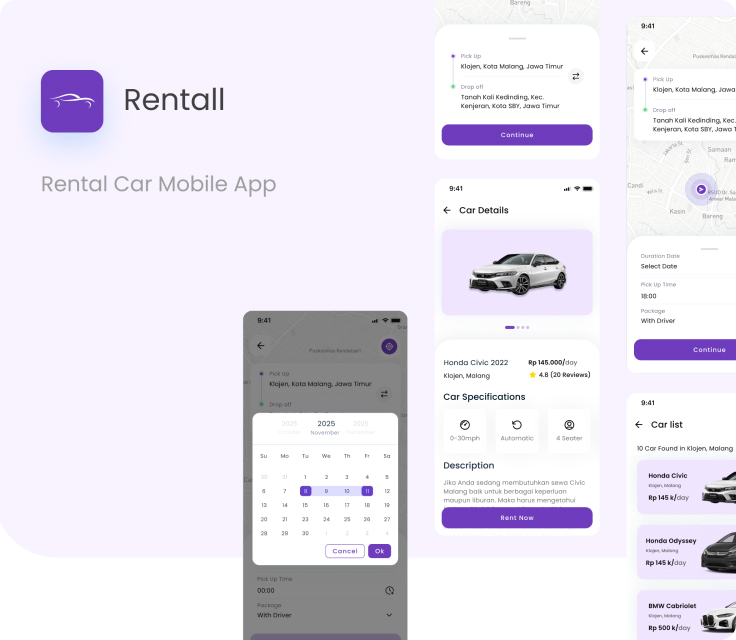 Rentall
Rental Car Mobile App
Bareng
Pick Up
Klojen, Kota Malang, Jawa Timur
Drop off
Tanah Kali Kedinding, Kec.
Kenjeran, Kota SBY, Jawa Timur
Continue
9:41
Car Details
Honda Civic 2022
Rp 145.000/day
Klojen, Malang
4.8 (20 Reviews)
Car Specifications
0-30mph
Automatic
4 Seater
Description
Jika Anda sedang membutuhkan sewa Civic
Malang baik untuk berbagai keperluan
maupun liburan. Maka harus mengetahui
Rent Now
9:41
Puskesmas Kendalsari
Pick Up
Klojen, Kota Malang, Jawa Timur
Drop off
2025
November
Su Mo Tu We Th Fr Sa
30 31 1 2 3 4 5
6 7 8 9 10 11 12
13 14 15 16 17 18 19
20 21 22 23 24 25 26 27
28 29 30 1 2 3 4
Cancel
Ok
Pick Up Time
00:00
Package
With Driver
9:41
Puskesmas Kendal
Pick Up
Klojen, Kota Malang, Jawa
Drop off
Tanah Kali Kedinding, Kec.
Kenjeran, Kota SBY, Jawa T
Samaan
Candi
Kasin
Bareng
Duration Date
Select Date
Pick Up Time
18:00
Package
With Driver
Continue
9:41
Car list
10 Car Found in Klojen, Malang
Honda Civic
Klojen, Malang
Rp 145 k/day
Honda Odyssey
Klojen, Malang
Rp 145 k/day
BMW Cabriolet
Klojen, Malang
Rp 500 k/day